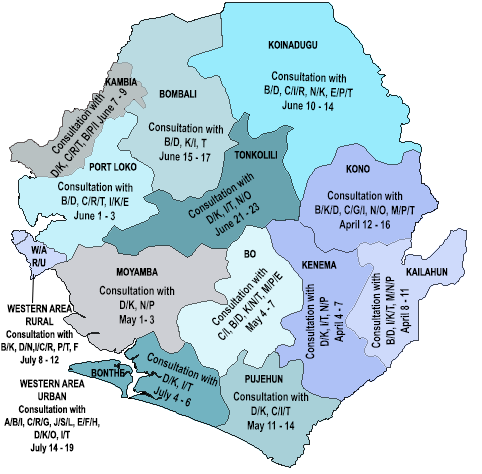 KOINADUGU
Consultation with
B/D, C/I/R, N/K, E/P/T
June 10 - 14
KAMBIA
Consultation with
D/K, C/R/T, B/P/I June 7 - 9
BOMBALI
Consultation with
B/D, K/I, T
June 15 - 17
PORT LOKO
Consultation with
B/D, C/R/T, I/K/E
June 1 - 3
TONKOLILI
Consultation with
D/K, I/T, N/O
June 21 - 23
KONO
Consultation with
B/K/D, C/G/I, N/O, M/P/T
April 12 - 16
W/A
R/U
MOYAMBA
Consultation with
D/K, N/P
May 1- 3
BO
Consultation with
C/I, B/D, K/N/T, M/P/E
May 4 - 7
KENEMA
Consultation with
D/K, I/T, N/P
April 4 - 7
KAILAHUN
Consultation with
B/D, I/K/T, M/N/P
April 8 - 11
WESTERN AREA
RURAL
Consultation with
B/K, D/N,I/C/R, P/T, F
July 8 - 12
BONTHE
Consultation with
D/K, I/T
July 4 - 6
PUJEHUN
Consultation with
D/K, C/I/T
May 11 - 14
WESTERN AREA
URBAN
Consultation with
A/B/I, C/R/G, J/S/L, E/F/H,
D/K/O, I/T
July 14 - 19